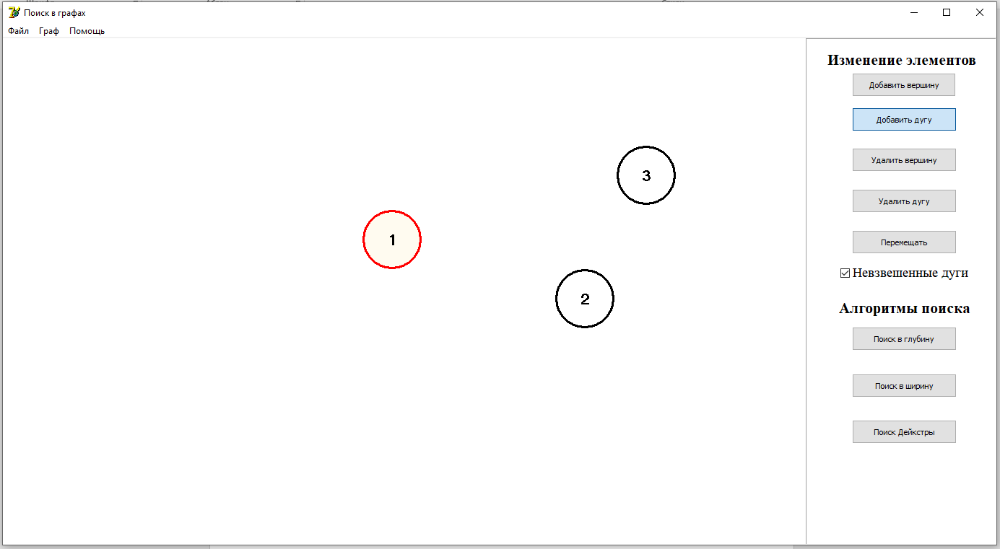 Поиск в графах
Файл Граф Помощь
Изменение элементов
Добавить вершину
Добавить дугу
Удалить вершину
3
Удалить дугу
1
Перемещать
Невзвешенные дуги
2
Алгоритмы поиска
Поиск в глубину
Поиск в ширину
Поиск Дейкстры